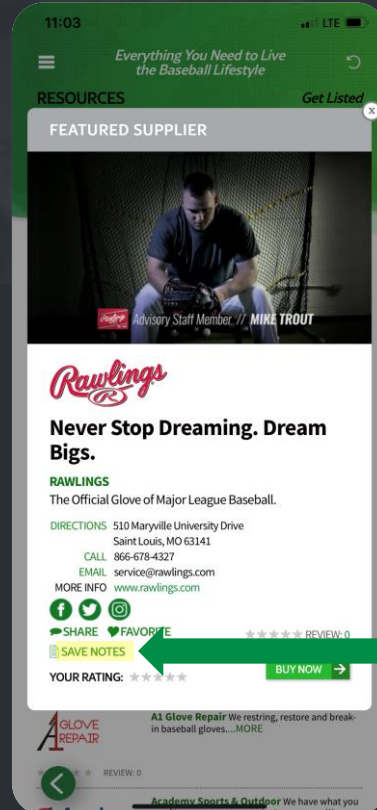 11:03
LTE
Everything You Need to Live
the Baseball Lifestyle
RESOURCES
Get Listed
x
FEATURED SUPPLIER
Rawlings
Advisory Staff Member // MIKE TROUT
Rawlings
R
Never Stop Dreaming. Dream
Bigs.
RAWLINGS
The Official Glove of Major League Baseball.
DIRECTIONS 510 Maryville University Drive
Saint Louis, MO 63141
CALL 866-678-4327
EMAIL service@rawlings.com
MORE INFO www.rawlings.com
SHARE FAVORITE
REVIEW: 0
SAVE NOTES
YOUR RATING:
BUY NOW
A GLOVE
REPAIR
A1 Glove Repair We restring, restore and break-
in baseball gloves....MORE
REVIEW: 0
Academy Sports & Outdoor We have what you